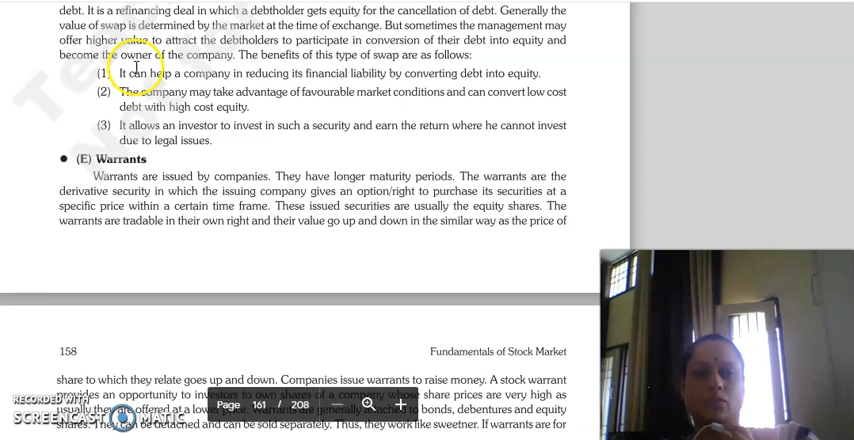 debt. It is a refinancing deal in which a debtholder gets equity for the cancellation of debt. Generally the
value of swap is determined by the market at the time of exchange. But sometimes the management may
offer higher value to attract the debtholders to participate in conversion of their debt into equity and
become the owner of the company. The benefits of this type of swap are as follows:
(1) It can help a company in reducing its financial liability by converting debt into equity.
(2) The company may take advantage of favourable market conditions and can convert low cost
debt with high cost equity.
(3) It allows an investor to invest in such a security and earn the return where he cannot invest
due to legal issues.
● (E) Warrants
Warrants are issued by companies. They have longer maturity periods. The warrants are the
derivative security in which the issuing company gives an option/right to purchase its securities at a
specific price within a certain time frame. These issued securities are usually the equity shares. The
warrants are tradable in their own right and their value go up and down in the similar way as the price of
158 Fundamentals of Stock Market
share to which they relate goes up and down. Companies issue warrants to raise money. A stock warrant
provides an opportunity to investors to own shares of a company whose share prices are very high as
usually they are offered at a lower price. Warrants are generally attached to bonds, debentures and equity
shares. They can be detached and can be sold separately. Thus, they work like sweetner. If warrants are for
Page 161 / 208
RECORDED WITH
SCREENCAST MATIC